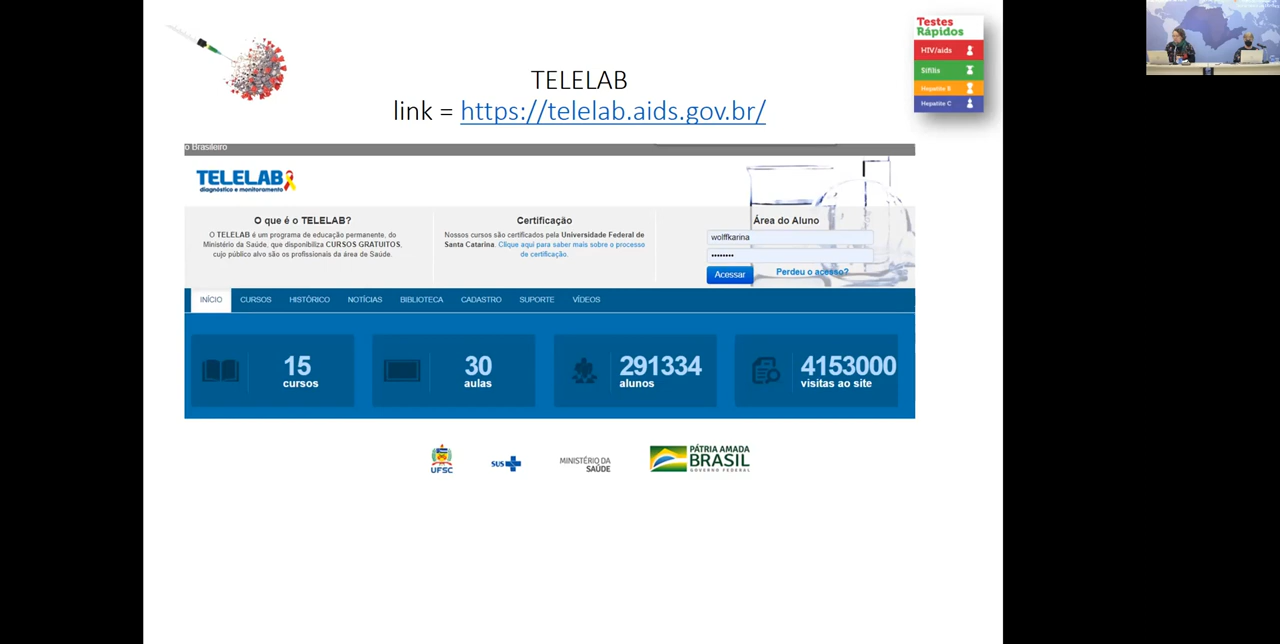 Testes
Rápidos
HIV/aids
Sífilis
Hepatite B
Hepatite C
TELELAB
link = https://telelab.aids.gov.br/
o Brasileiro
TELELAB
diagnóstico e monitoramento
O que é o TELELAB?
O TELELAB é um programa de educação permanente, do
Ministério da Saúde, que disponibiliza CURSOS GRATUITOS,
cujo público alvo são os profissionais da área de Saúde.
Certificação
Nossos cursos são certificados pela Universidade Federal de
Santa Catarina. Clique aqui para saber mais sobre o processo
de certificação.
Área do Aluno
wolffkarina
••••••••
Acessar
Perdeu o acesso?
INÍCIO CURSOS HISTÓRICO NOTÍCIAS BIBLIOTECA CADASTRO SUPORTE VÍDEOS
15
cursos
30
aulas
291334
alunos
4153000
visitas ao site
UFSC
SUS
MINISTÉRIO DA
SAÚDE
PÁTRIA AMADA
BRASIL
GOVERNO FEDERAL